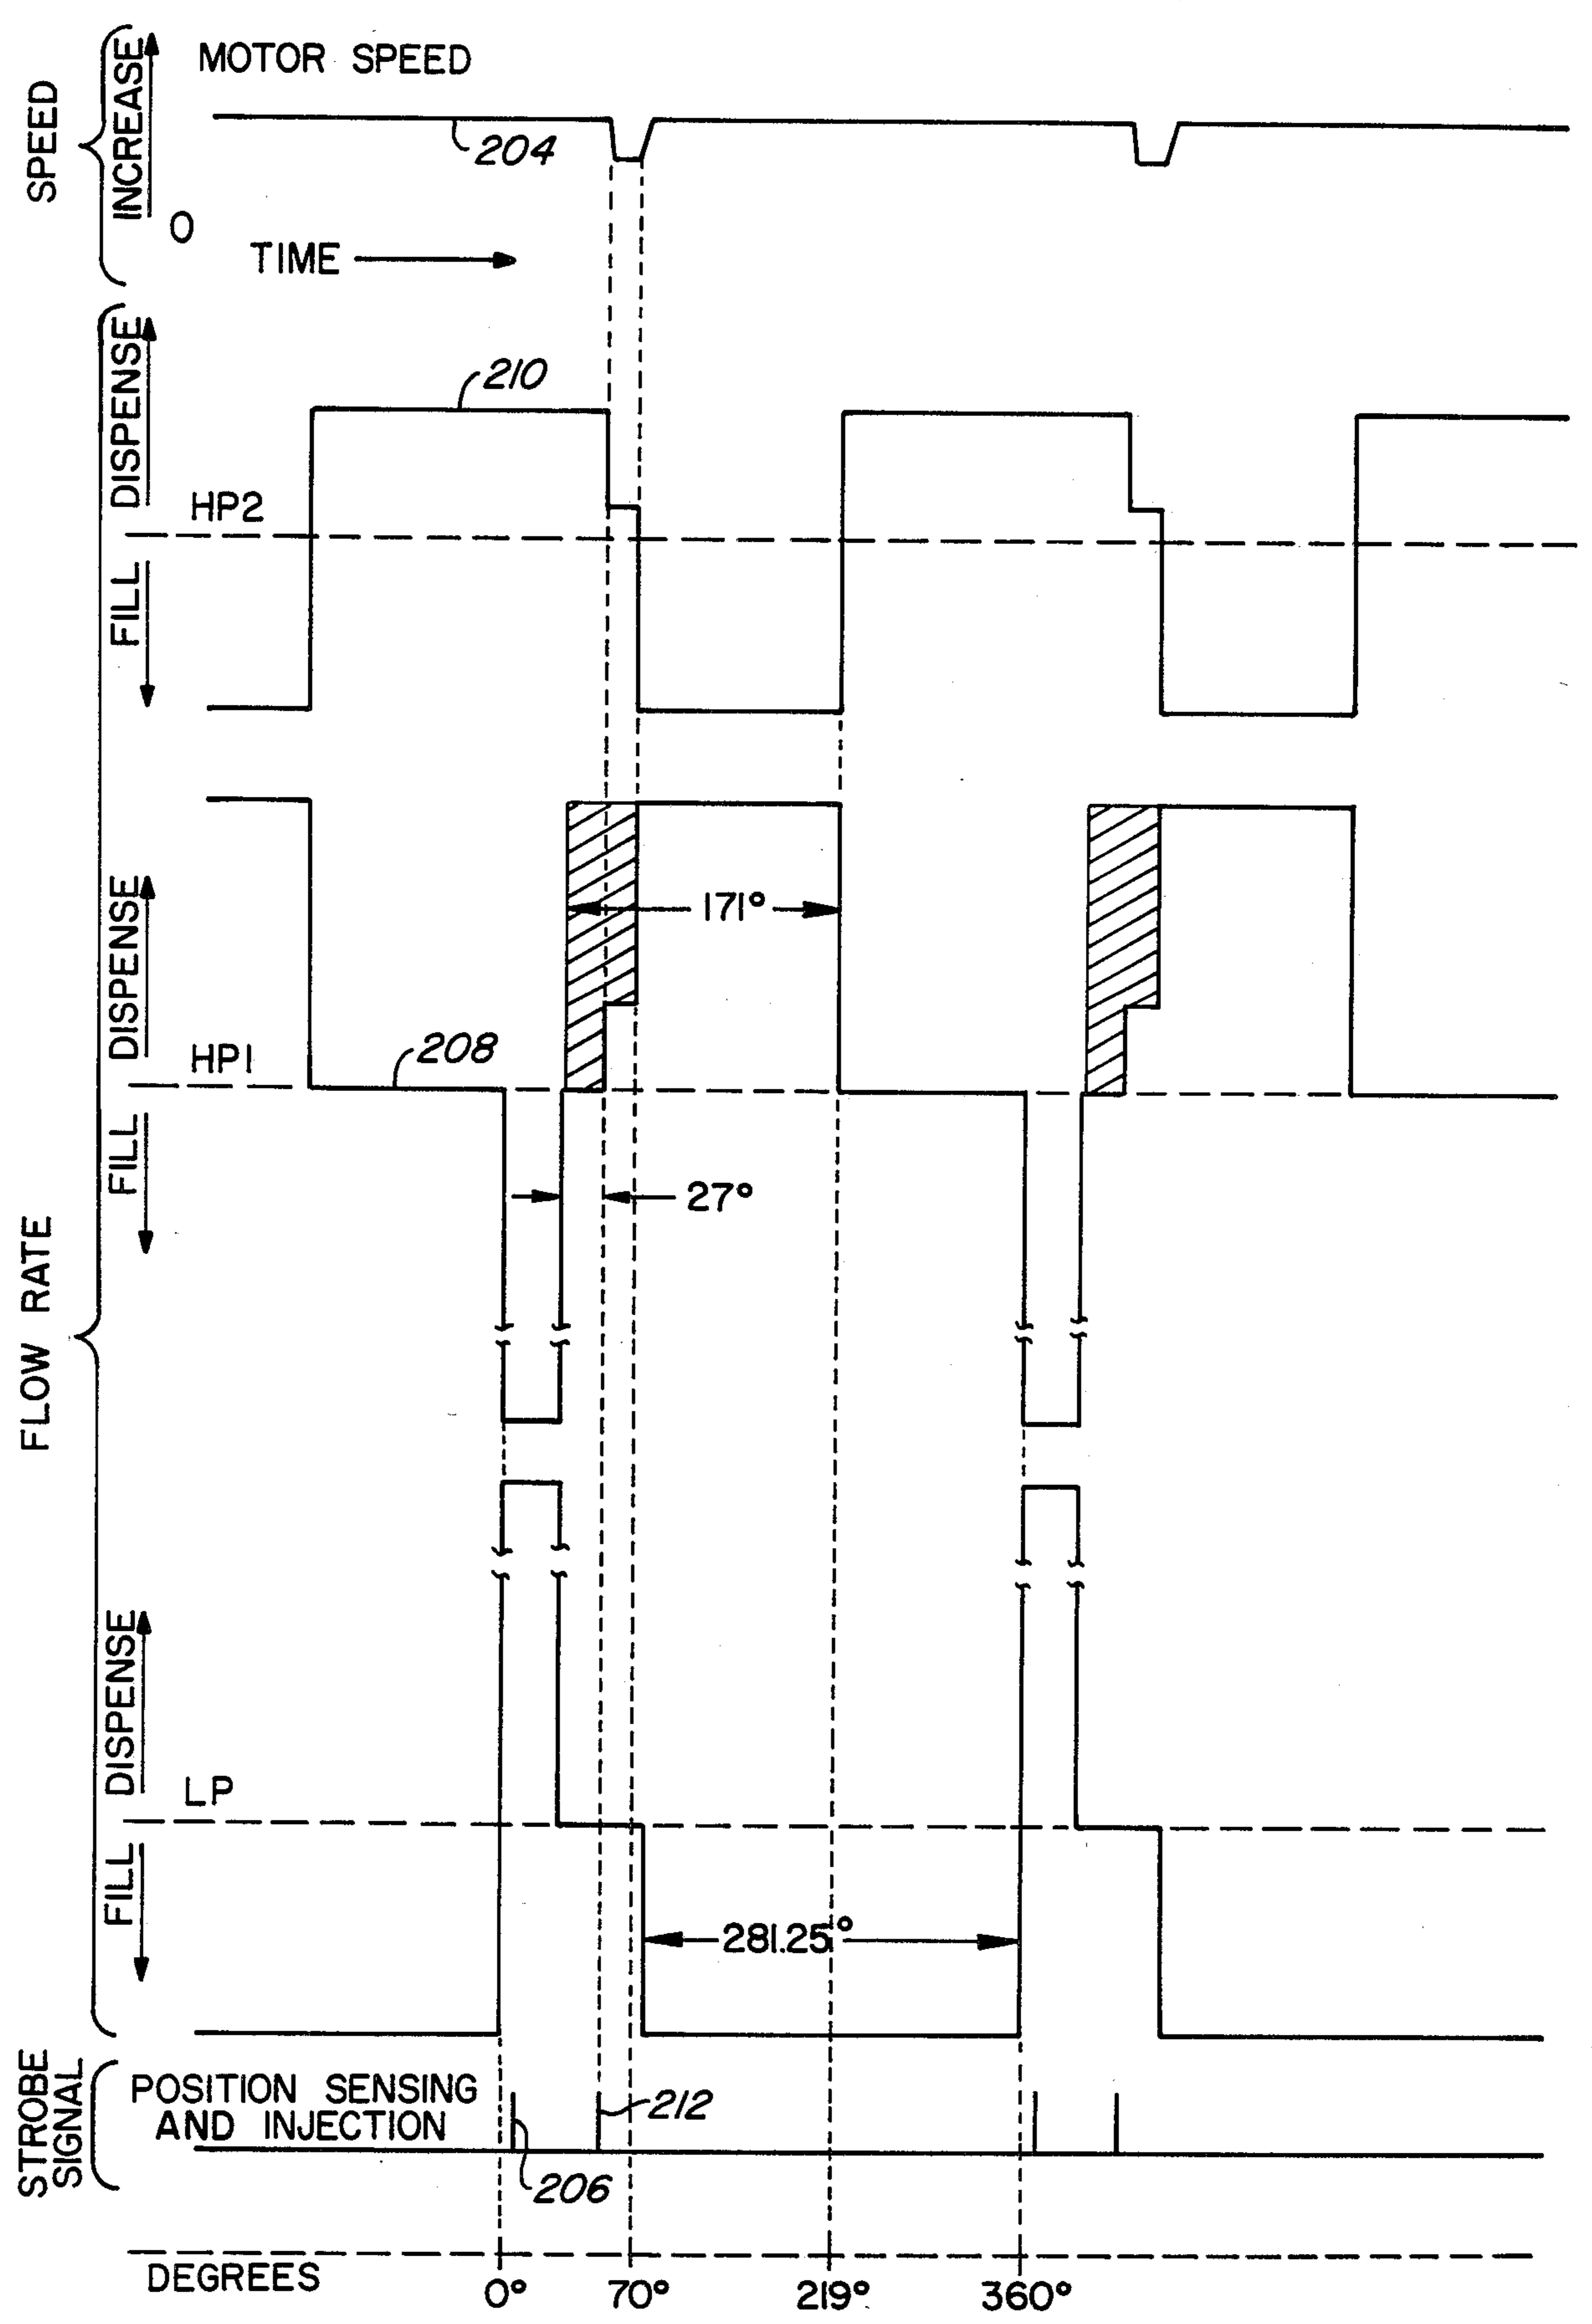 SPEED
INCREASE
MOTOR SPEED
204
0
TIME
DISPENSE
210
HP2
FILL
171°
DISPENSE
208
HP1
FILL
27°
FLOW RATE
DISPENSE
LP
FILL
281.25°
STROBE
SIGNAL
POSITION SENSING
AND INJECTION
212
206
DEGREES
0°
70°
219°
360°